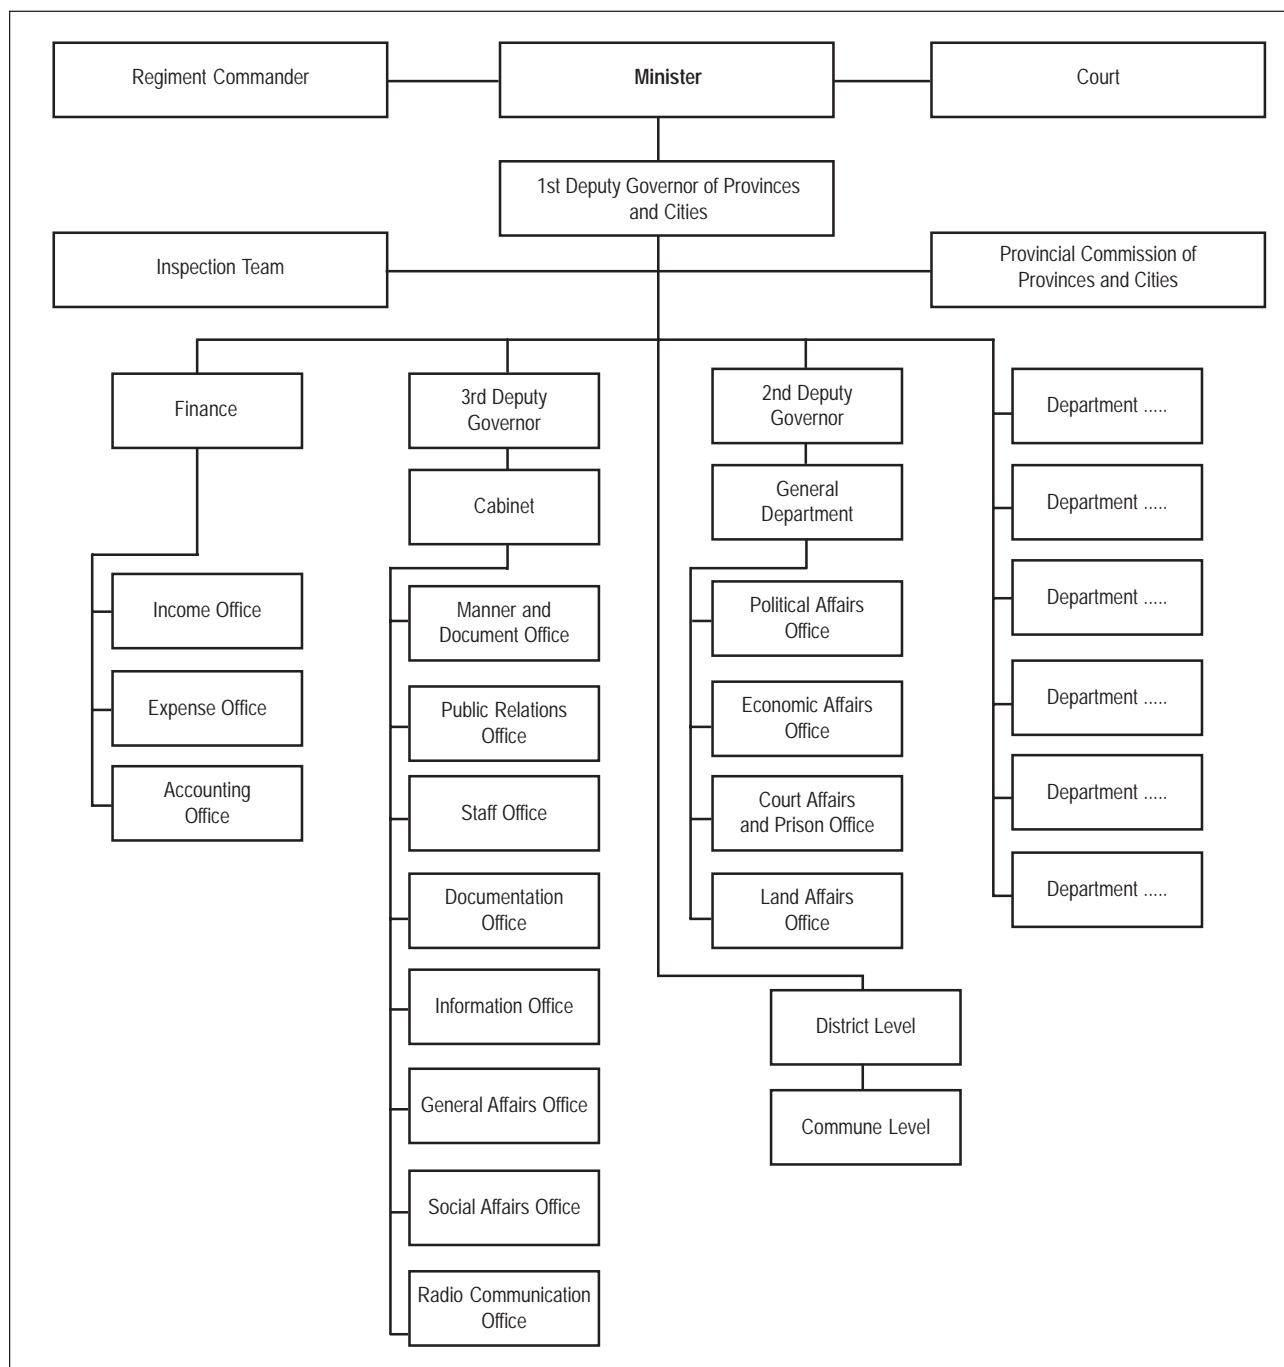 Regiment Commander
Minister
Court
1st Deputy Governor of Provinces
and Cities
Inspection Team
Provincial Commission of
Provinces and Cities
Finance
Income Office
Expense Office
Accounting
Office
3rd Deputy
Governor
Cabinet
Manner and
Document Office
Public Relations
Office
Staff Office
Documentation
Office
Information Office
General Affairs Office
Social Affairs Office
Radio Communication
Office
2nd Deputy
Governor
General
Department
Political Affairs
Office
Economic Affairs
Office
Court Affairs
and Prison Office
Land Affairs
Office
Department .....
Department .....
Department .....
Department .....
Department .....
Department .....
District Level
Commune Level